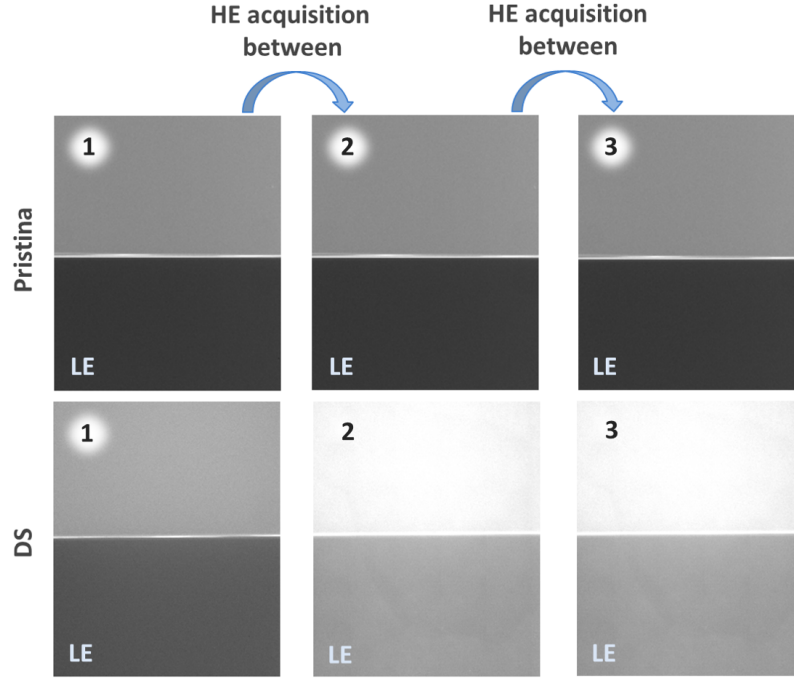 HE acquisition
between
HE acquisition
between
Pristina
1
2
3
LE
LE
LE
DS
1
2
3
LE
LE
LE